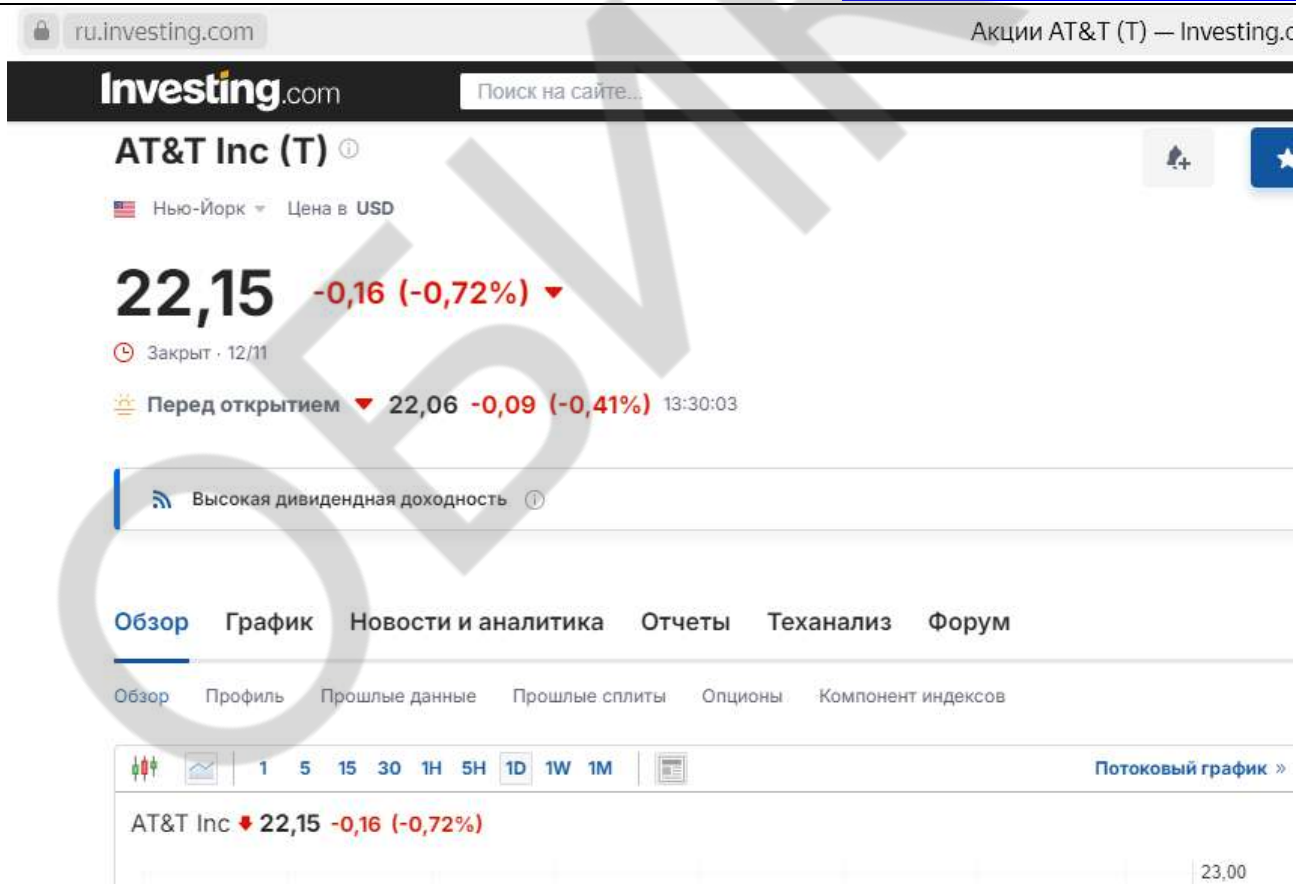 ru.investing.com Акции AT&T (T) — Investing.c
Investing.com Поиск на сайте...
AT&T Inc (T)
Нью-Йорк Цена в USD
22,15 -0,16 (-0,72%)
Закрыт · 12/11
Перед открытием 22,06 -0,09 (-0,41%) 13:30:03
Высокая дивидендная доходность
Обзор График Новости и аналитика Отчеты Теханализ Форум
Обзор Профиль Прошлые данные Прошлые сплиты Опционы Компонент индексов
1 5 15 30 1H 5H 1D 1W 1M Потоковый график »
AT&T Inc 22,15 -0,16 (-0,72%)
23,00
ОБИ